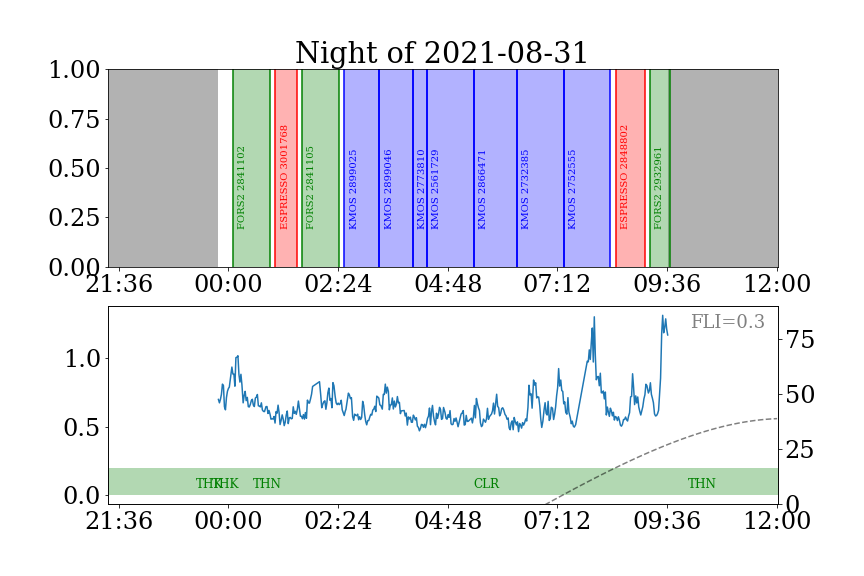 Night of 2021-08-31
1.00
0.75
0.50
0.25
0.00
FORS2 2841102
ESPRESSO 3001768
FORS2 2841105
KMOS 2899025
KMOS 2899046
KMOS 2773810
KMOS 2561729
KMOS 2866471
KMOS 2732385
KMOS 2752555
ESPRESSO 2848802
FORS2 2932961
21:36 00:00 02:24 04:48 07:12 09:36 12:00
FLI=0.3
1.0
0.5
0.0
75
50
25
0
THK THK THN CLR THN
21:36 00:00 02:24 04:48 07:12 09:36 12:00